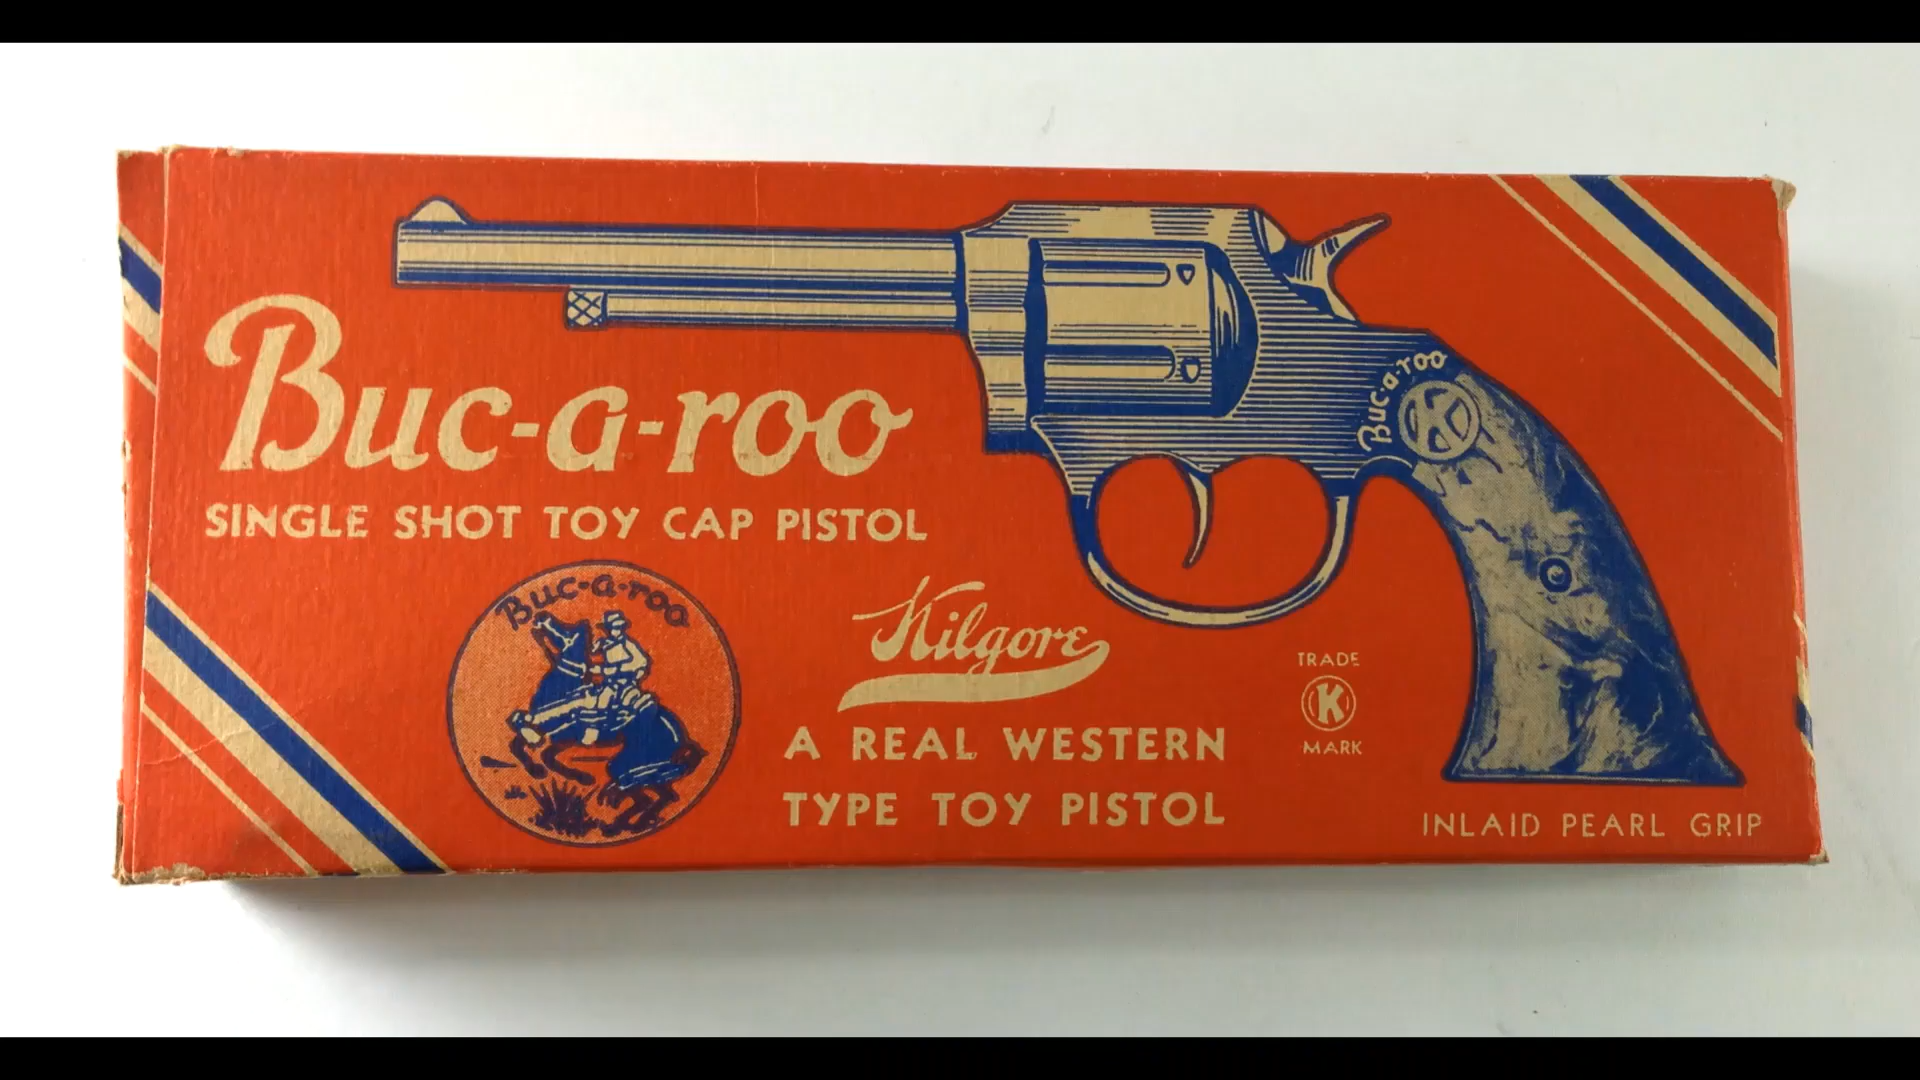 Buc-a-roo
SINGLE SHOT TOY CAP PISTOL
Buc-a-roo
K
Buc-a-roo
Kilgore
A REAL WESTERN
TYPE TOY PISTOL
TRADE
K
MARK
INLAID PEARL GRIP